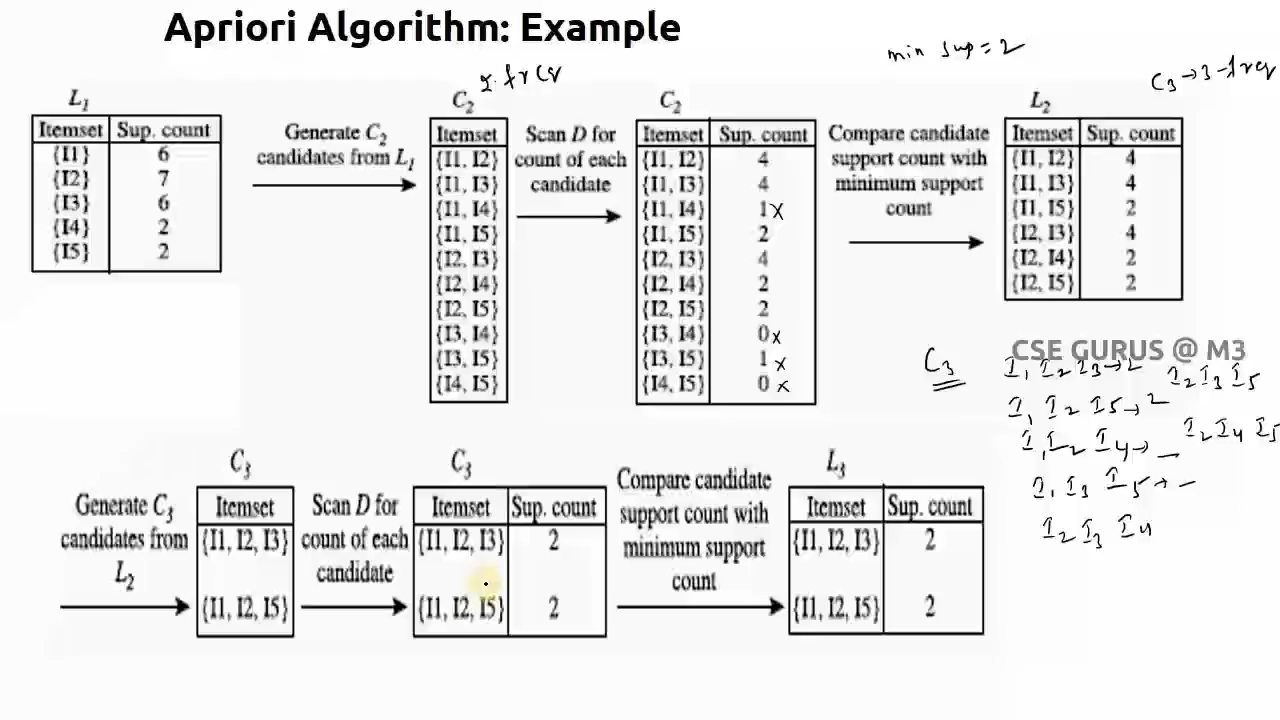 Apriori Algorithm: Example
min sup = 2
2. freq
C3 → 3-freq
L1
Itemset Sup. count
{I1} 6
{I2} 7
{I3} 6
{I4} 2
{I5} 2
Generate C2
candidates from L1
C2
Itemset
{I1, I2}
{I1, I3}
{I1, I4}
{I1, I5}
{I2, I3}
{I2, I4}
{I2, I5}
{I3, I4}
{I3, I5}
{I4, I5}
Scan D for
count of each
candidate
C2
Itemset Sup. count
{I1, I2} 4
{I1, I3} 4
{I1, I4} 1 x
{I1, I5} 2
{I2, I3} 4
{I2, I4} 2
{I2, I5} 2
{I3, I4} 0 x
{I3, I5} 1 x
{I4, I5} 0 x
Compare candidate
support count with
minimum support
count
L2
Itemset Sup. count
{I1, I2} 4
{I1, I3} 4
{I1, I5} 2
{I2, I3} 4
{I2, I4} 2
{I2, I5} 2
CSE GURUS @ M3
C3
I1 I2 I3 → 2
I2 I3 I5
I1 I2 I5 → 2
I1 I2 I4 → –
I2 I4 I5
I1 I3 I5 → –
I2 I3 I4
Generate C3
candidates from
L2
C3
Itemset
{I1, I2, I3}
{I1, I2, I5}
Scan D for
count of each
candidate
C3
Itemset Sup. count
{I1, I2, I3} 2
{I1, I2, I5} 2
Compare candidate
support count with
minimum support
count
L3
Itemset Sup. count
{I1, I2, I3} 2
{I1, I2, I5} 2